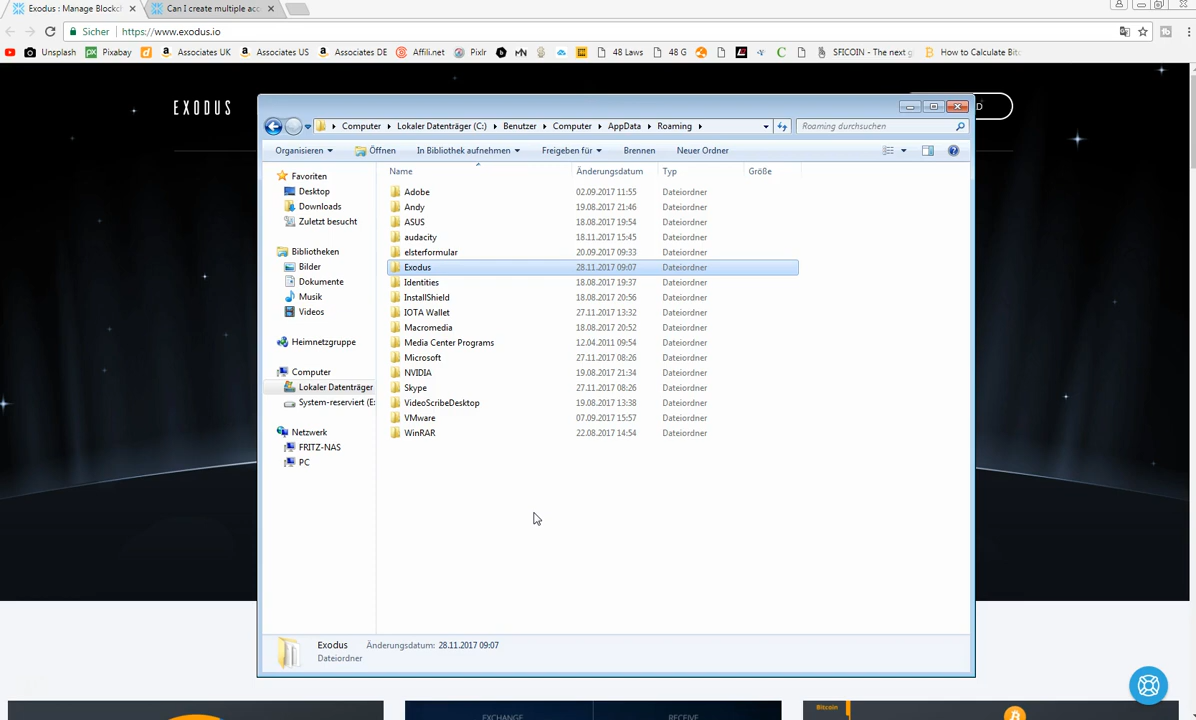 Exodus : Manage Blockch
Can I create multiple acc
Sicher
https://www.exodus.io
Unsplash
Pixabay
Associates UK
Associates US
Associates DE
Affili.net
Pixlr
48 Laws
48 G
SFICOIN - The next g
How to Calculate Bitc
EXODUS
D
Computer
Lokaler Datenträger (C:)
Benutzer
Computer
AppData
Roaming
Roaming durchsuchen
Organisieren
Öffnen
In Bibliothek aufnehmen
Freigeben für
Brennen
Neuer Ordner
Favoriten
Desktop
Downloads
Zuletzt besucht
Bibliotheken
Bilder
Dokumente
Musik
Videos
Heimnetzgruppe
Computer
Lokaler Datenträger
System-reserviert (E:
Netzwerk
FRITZ-NAS
PC
Name Änderungsdatum Typ Größe
Adobe 02.09.2017 11:55 Dateiordner
Andy 19.08.2017 21:46 Dateiordner
ASUS 18.08.2017 19:54 Dateiordner
audacity 18.11.2017 15:45 Dateiordner
elsterformular 20.09.2017 09:33 Dateiordner
Exodus 28.11.2017 09:07 Dateiordner
Identities 18.08.2017 19:37 Dateiordner
InstallShield 18.08.2017 20:56 Dateiordner
IOTA Wallet 27.11.2017 13:32 Dateiordner
Macromedia 18.08.2017 20:52 Dateiordner
Media Center Programs 12.04.2011 09:54 Dateiordner
Microsoft 27.11.2017 08:26 Dateiordner
NVIDIA 19.08.2017 21:34 Dateiordner
Skype 27.11.2017 08:26 Dateiordner
VideoScribeDesktop 19.08.2017 13:38 Dateiordner
VMware 07.09.2017 15:57 Dateiordner
WinRAR 22.08.2017 14:54 Dateiordner
Exodus Änderungsdatum: 28.11.2017 09:07
Dateiordner
EXCHANGE
RECEIVE
Bitcoin